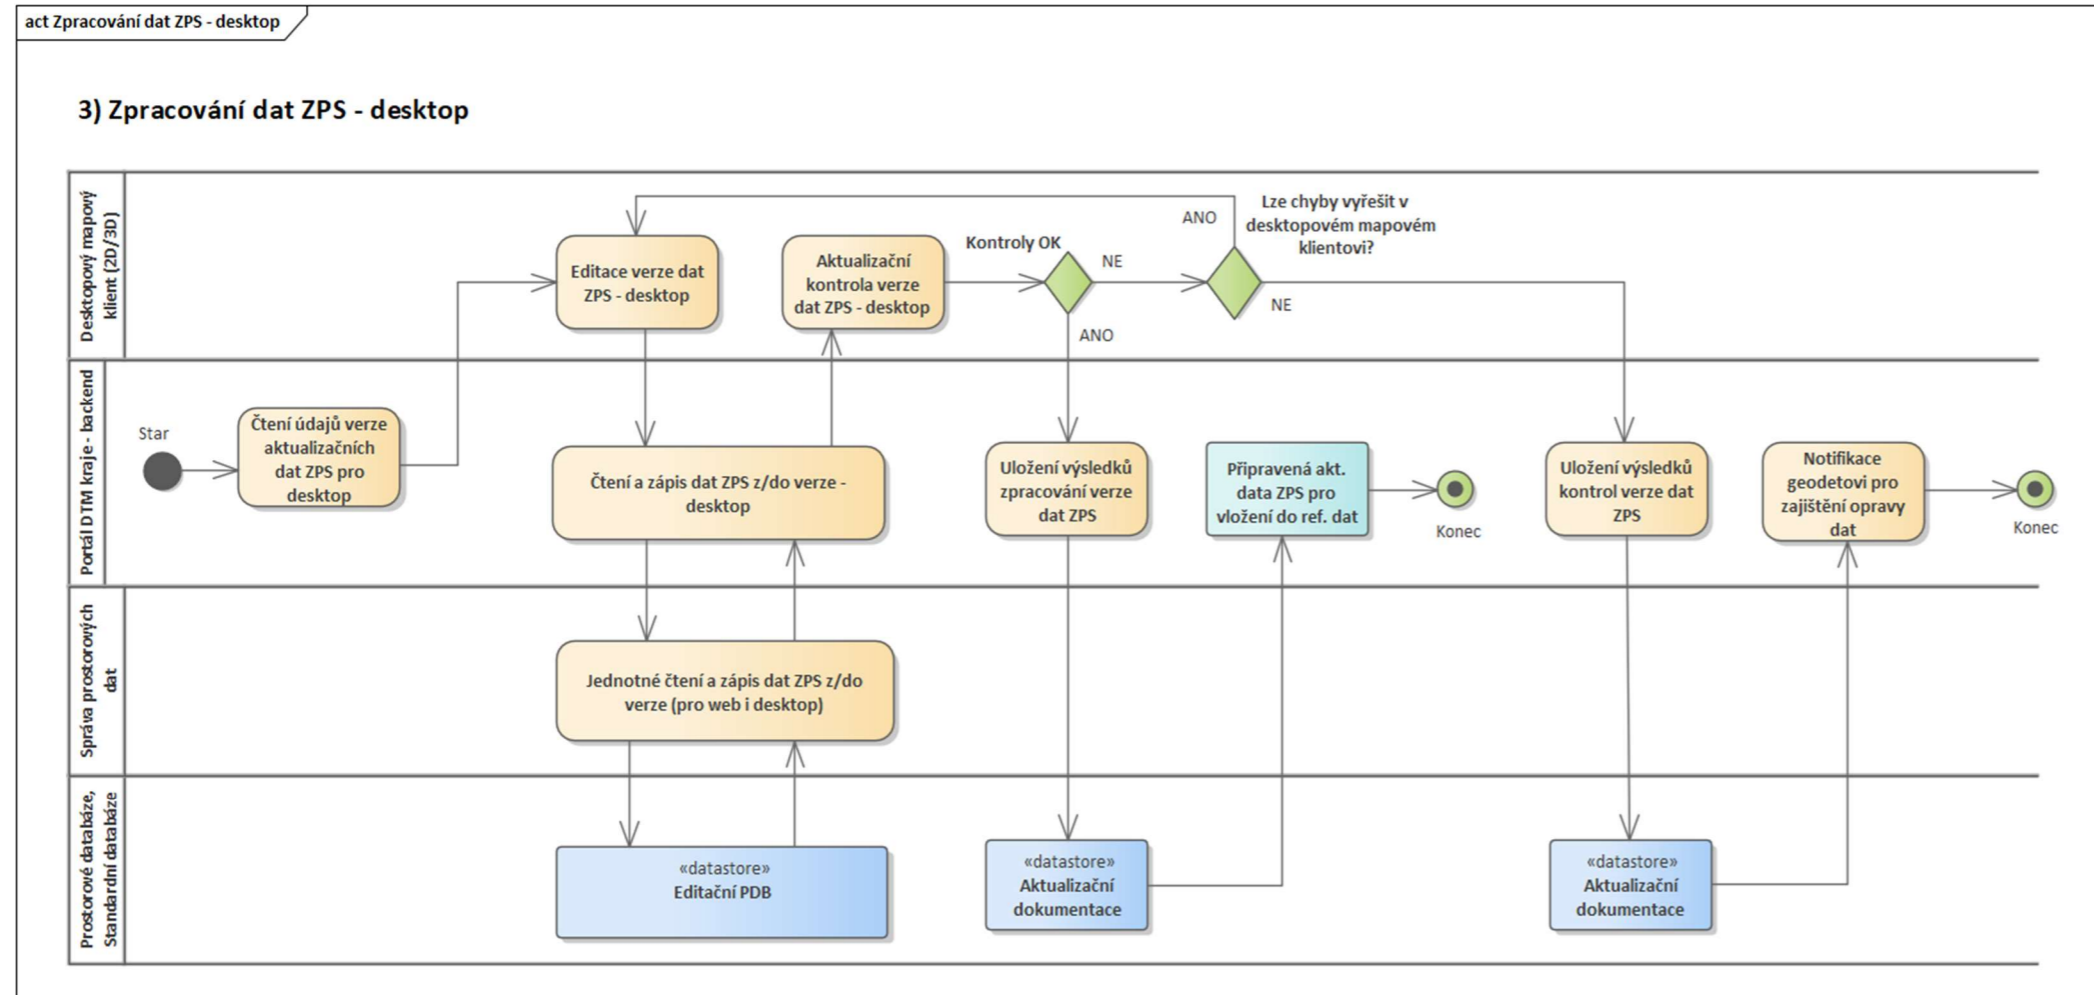 act Zpracování dat ZPS - desktop
3) Zpracování dat ZPS - desktop
Desktopový mapový
klient (2D/3D)
Editace verze dat
ZPS - desktop
Aktualizační
kontrola verze
dat ZPS - desktop
Kontroly OK
NE
ANO
ANO
Lze chyby vyřešit v
desktopovém mapovém
klientovi?
NE
Portál DTM kraje - backend
Star
Čtení údajů verze
aktualizačních
dat ZPS pro
desktop
Čtení a zápis dat ZPS z/do verze -
desktop
Uložení výsledků
zpracování verze
dat ZPS
Připravená akt.
data ZPS pro
vložení do ref. dat
Konec
Uložení výsledků
kontrol verze dat
ZPS
Notifikace
geodetovi pro
zajištění opravy
dat
Konec
Správa prostorových
dat
Jednotné čtení a zápis dat ZPS z/do
verze (pro web i desktop)
Prostorové databáze,
Standardní databáze
«datastore»
Editační PDB
«datastore»
Aktualizační
dokumentace
«datastore»
Aktualizační
dokumentace